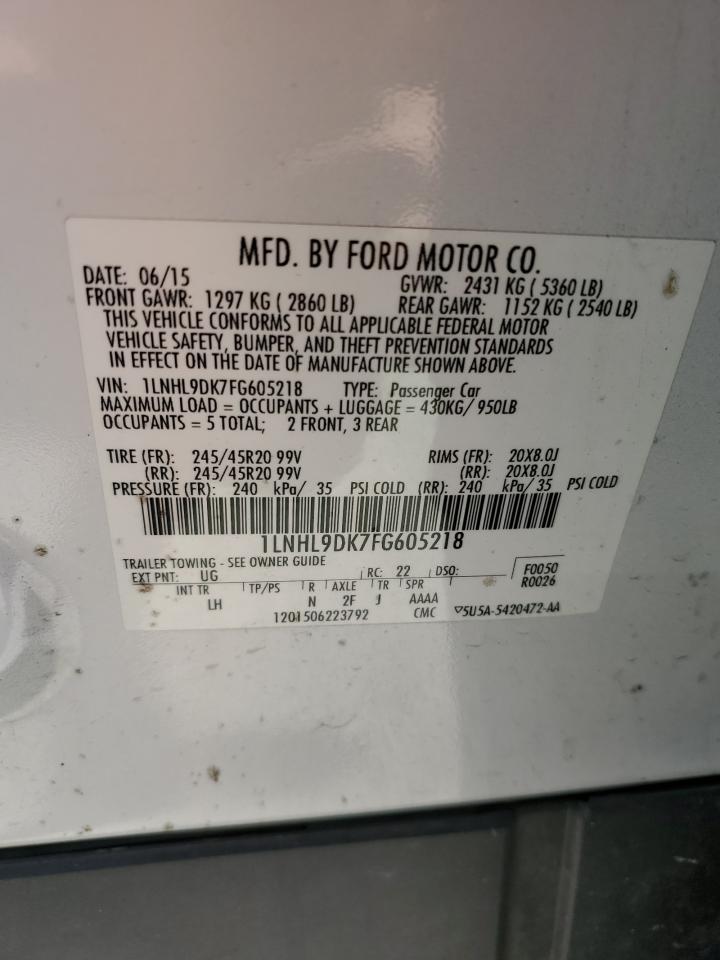 MFD. BY FORD MOTOR CO.
DATE: 06/15 GVWR: 2431 KG ( 5360 LB)
FRONT GAWR: 1297 KG ( 2860 LB) REAR GAWR: 1152 KG ( 2540 LB)
THIS VEHICLE CONFORMS TO ALL APPLICABLE FEDERAL MOTOR
VEHICLE SAFETY, BUMPER, AND THEFT PREVENTION STANDARDS
IN EFFECT ON THE DATE OF MANUFACTURE SHOWN ABOVE.
VIN: 1LNHL9DK7FG605218 TYPE: Passenger Car
MAXIMUM LOAD = OCCUPANTS + LUGGAGE = 430KG/ 950LB
OCCUPANTS = 5 TOTAL; 2 FRONT, 3 REAR
TIRE (FR): 245/45R20 99V RIMS (FR): 20X8.0J
(RR): 245/45R20 99V (RR): 20X8.0J
PRESSURE (FR): 240 kPa/ 35 PSI COLD (RR): 240 kPa/ 35 PSI COLD
1LNHL9DK7FG605218
TRAILER TOWING - SEE OWNER GUIDE
EXT PNT: UG RC: 22 DSO: F0050
R0026
INT TR TP/PS R AXLE TR SPR
LH N 2F J AAAA
1201506223792 CMC ▽5U5A-5420472-AA